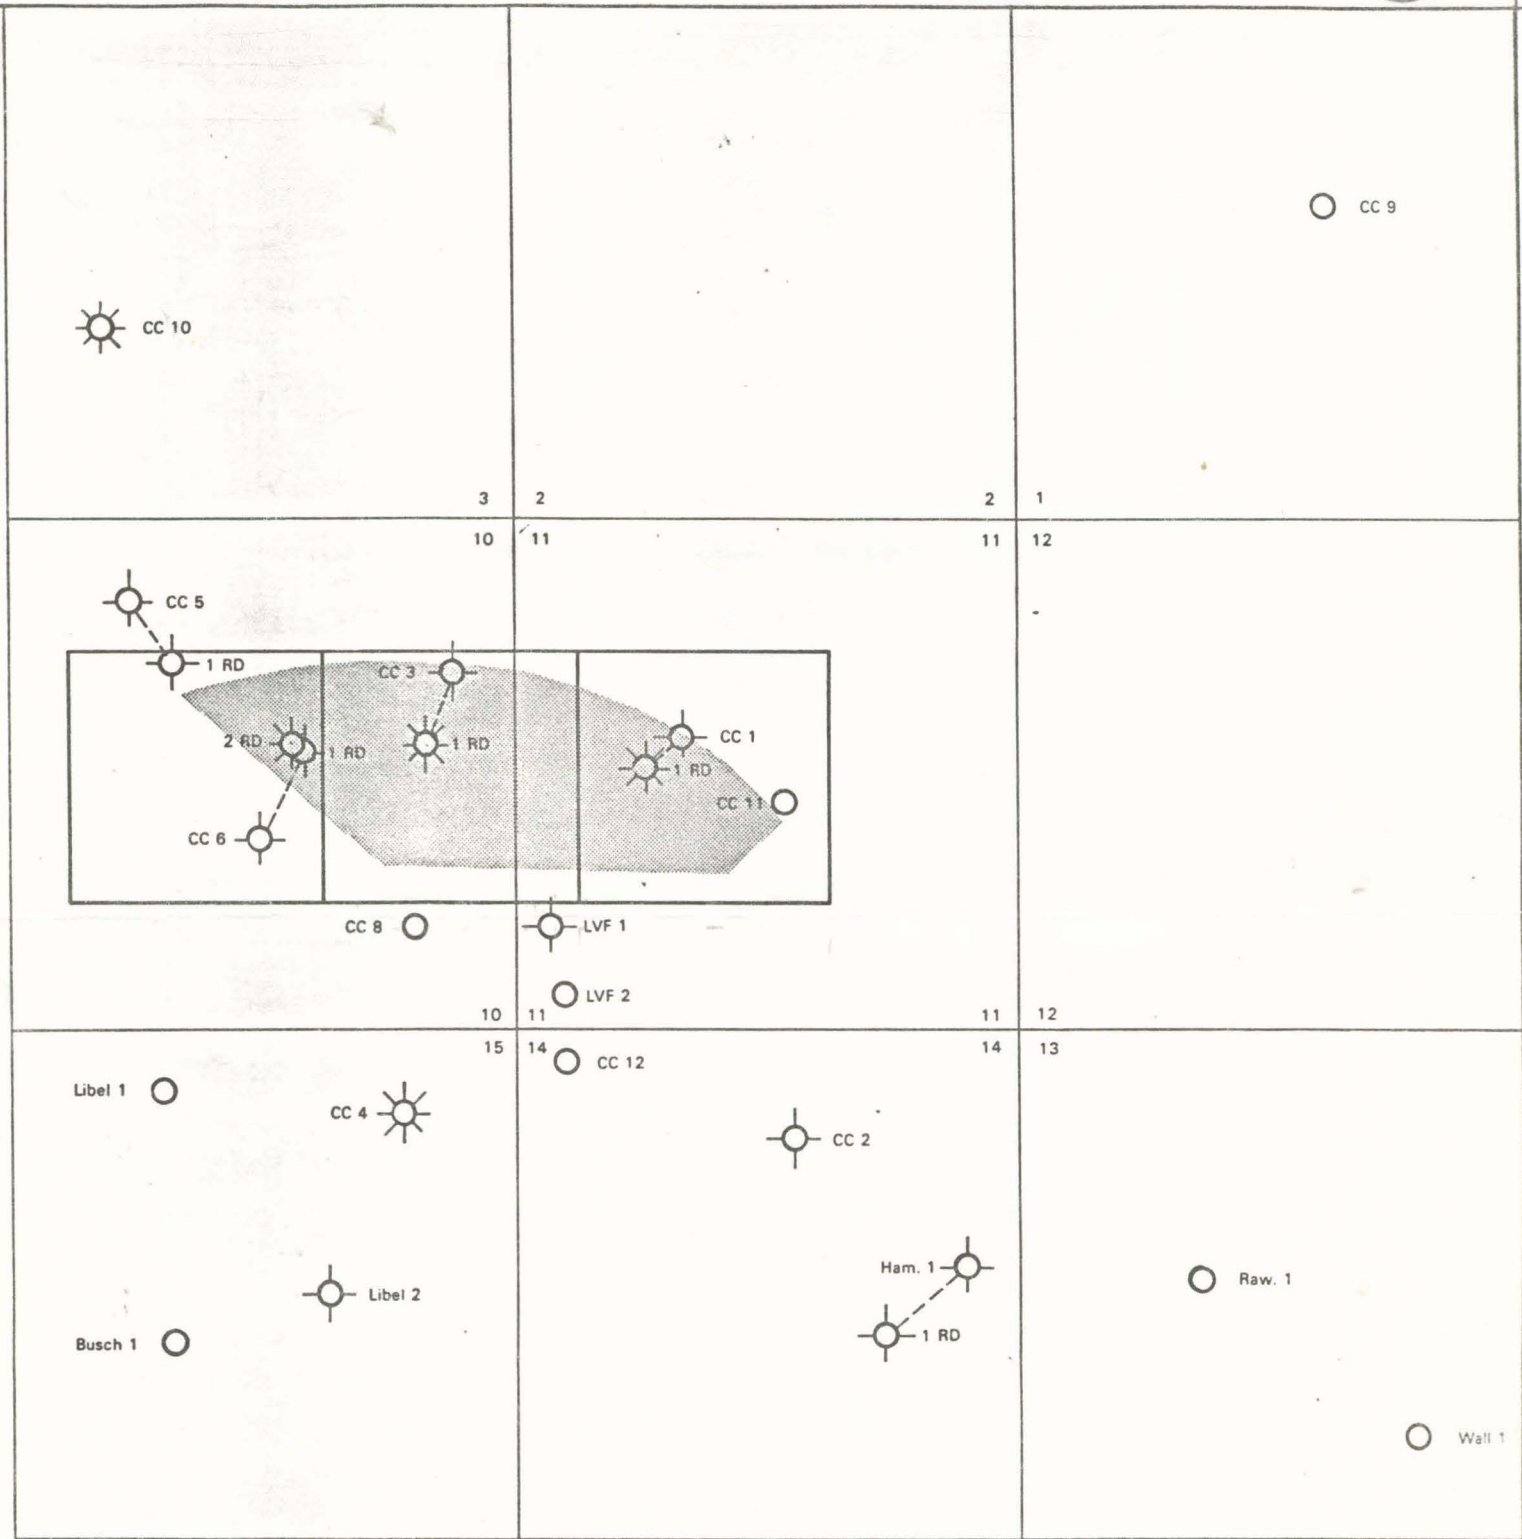 CC 9
CC 10
3 2 2 1
10 11 11 12
CC 5
1 RD
CC 3
2 RD 1 RD 1 RD
CC 1
1 RD
CC 11
CC 6
CC 8
LVF 1
LVF 2
10 11 11 12
15 14 14 13
CC 12
Libel 1
CC 4
CC 2
Ham. 1
Raw. 1
Libel 2
1 RD
Busch 1
Wall 1